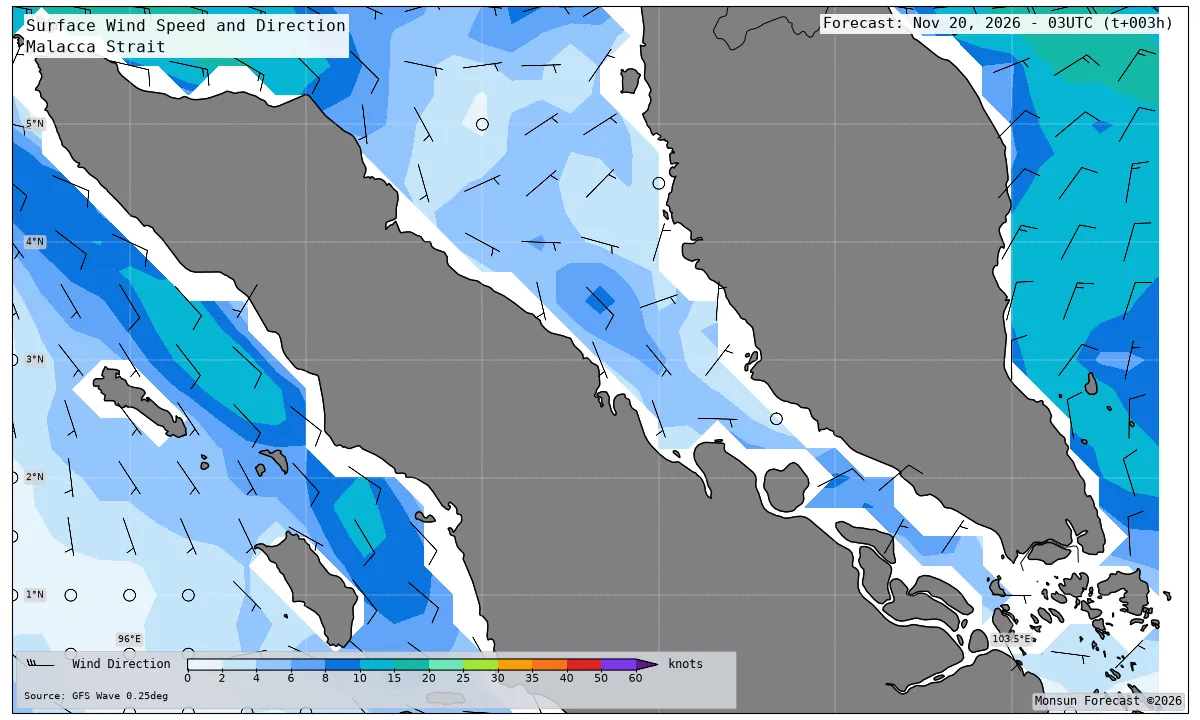 Surface Wind Speed and Direction
Malacca Strait
Forecast: Nov 20, 2026 - 03UTC (t+003h)
5°N
4°N
3°N
2°N
1°N
96°E
103.5°E
Wind Direction
knots
0 2 4 6 8 10 15 20 25 30 35 40 50 60
Source: GFS Wave 0.25deg
Monsun Forecast ©2026